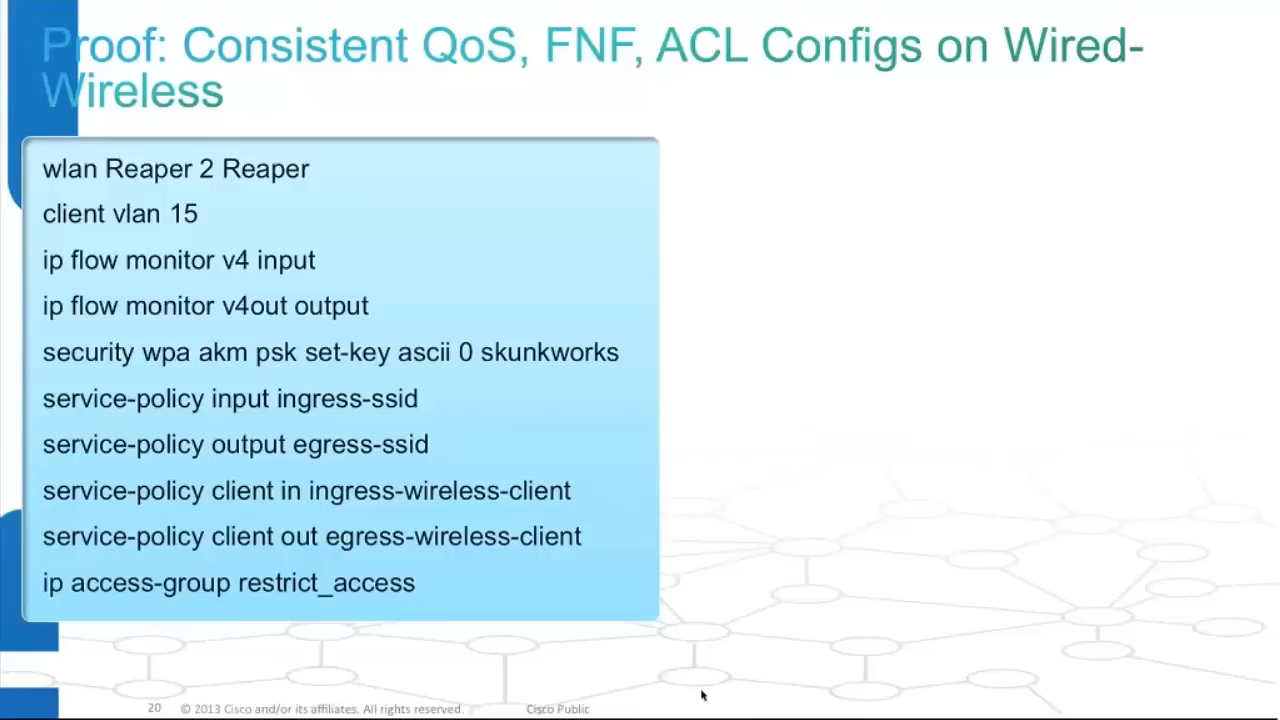 Proof: Consistent QoS, FNF, ACL Configs on Wired-
Wireless
wlan Reaper 2 Reaper
client vlan 15
ip flow monitor v4 input
ip flow monitor v4out output
security wpa akm psk set-key ascii 0 skunkworks
service-policy input ingress-ssid
service-policy output egress-ssid
service-policy client in ingress-wireless-client
service-policy client out egress-wireless-client
ip access-group restrict_access
20 © 2013 Cisco and/or its affiliates. All rights reserved. Cisco Public